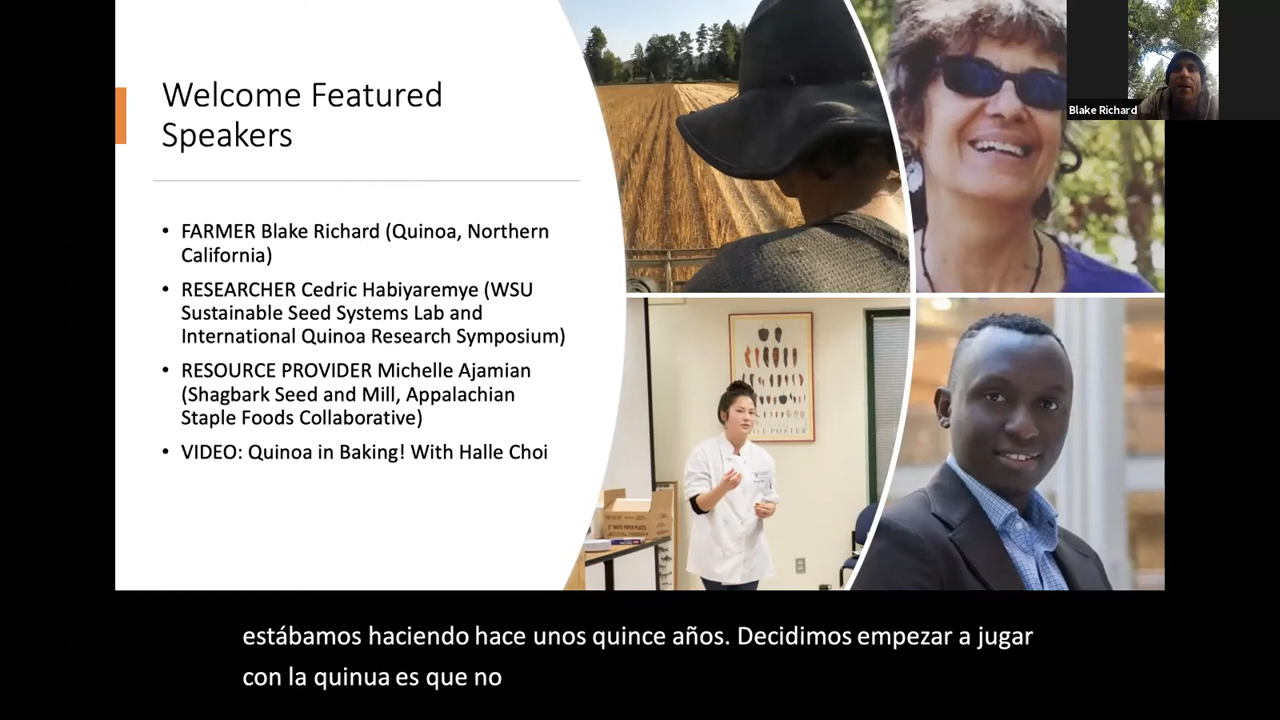 Welcome Featured
Speakers
• FARMER Blake Richard (Quinoa, Northern
California)
• RESEARCHER Cedric Habiyaremye (WSU
Sustainable Seed Systems Lab and
International Quinoa Research Symposium)
• RESOURCE PROVIDER Michelle Ajamian
(Shagbark Seed and Mill, Appalachian
Staple Foods Collaborative)
• VIDEO: Quinoa in Baking! With Halle Choi
Blake Richard
estábamos haciendo hace unos quince años. Decidimos empezar a jugar
con la quinua es que no